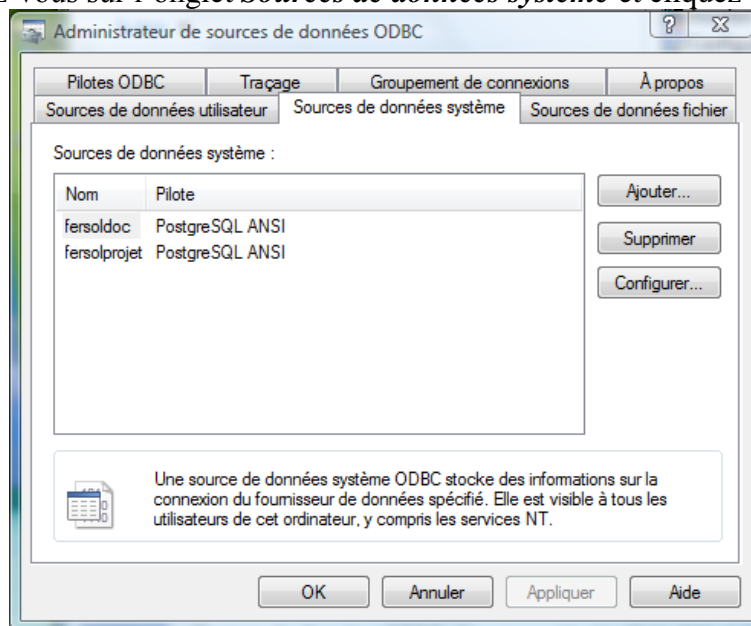 vous sur l'onglet Sources de données système et cliquez
Administrateur de sources de données ODBC
Pilotes ODBC Traçage Groupement de connexions À propos
Sources de données utilisateur Sources de données système Sources de données fichier
Sources de données système :
Nom Pilote
fersoldoc PostgreSQL ANSI
fersolprojet PostgreSQL ANSI
Ajouter...
Supprimer
Configurer...
Une source de données système ODBC stocke des informations sur la
connexion du fournisseur de données spécifié. Elle est visible à tous les
utilisateurs de cet ordinateur, y compris les services NT.
OK Annuler Appliquer Aide